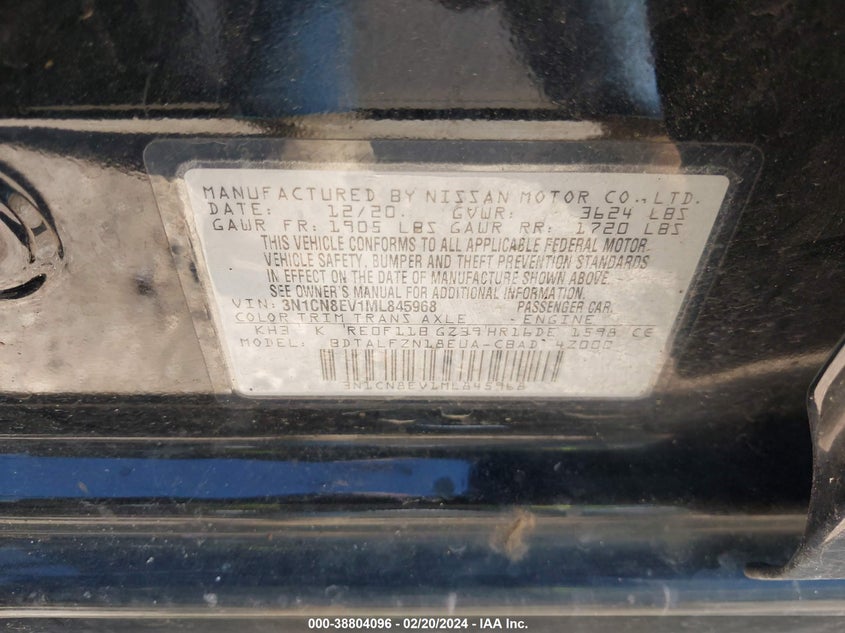 MANUFACTURED BY NISSAN MOTOR CO., LTD.
DATE: 12/20. GVWR: 3624 LBS
GAWR FR: 1905 LBS GAWR RR: 1720 LBS
THIS VEHICLE CONFORMS TO ALL APPLICABLE FEDERAL MOTOR
VEHICLE SAFETY, BUMPER AND THEFT PREVENTION STANDARDS
IN EFFECT ON THE DATE OF MANUFACTURE SHOWN ABOVE.
SEE OWNER'S MANUAL FOR ADDITIONAL INFORMATION.
VIN: 3N1CN8EV1ML845968 PASSENGER CAR.
COLOR TRIM TRANS AXLE ENGINE
KH3 K RE0F11B GZ39 HR16DE 1598 CC
MODEL: BDTALFZN18EUA-CBAD 4Z000
3N1CN8EV1ML845968
000-38804096 - 02/20/2024 - IAA Inc.